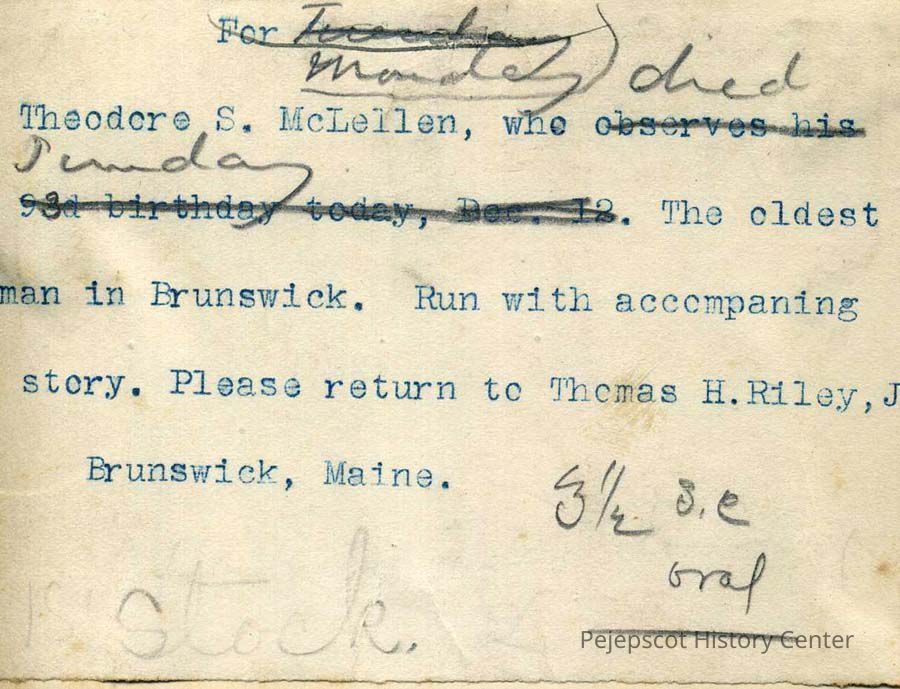 For Tuesday
Monday died
Theodore S. McLellen, who observes his
Sunday
93d birthday today, Dec. 12. The oldest
man in Brunswick. Run with accompaning
story. Please return to Thomas H.Riley,J
Brunswick, Maine.
3 1/2 s.c
oval
stock.
Pejepscot History Center